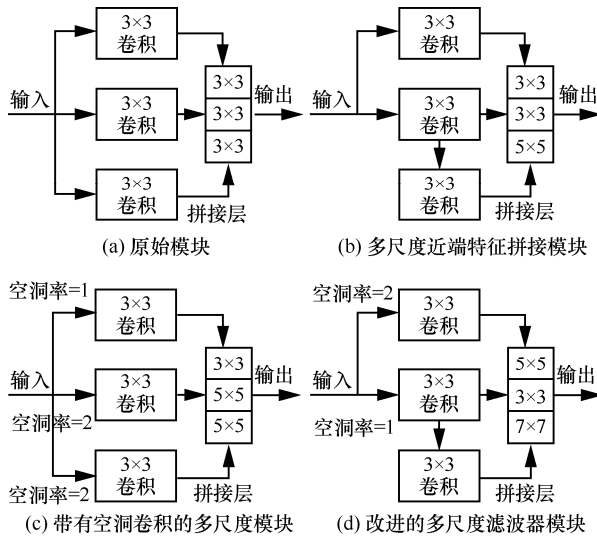 3×3
卷积
输入
3×3
卷积
3×3
卷积
3×3
3×3
3×3
输出
拼接层
(a) 原始模块
3×3
卷积
输入
3×3
卷积
3×3
卷积
3×3
3×3
5×5
输出
拼接层
(b) 多尺度近端特征拼接模块
空洞率=1
3×3
卷积
输入
3×3
卷积
空洞率=2
3×3
卷积
空洞率=2
3×3
5×5
5×5
输出
拼接层
(c) 带有空洞卷积的多尺度模块
空洞率=2
3×3
卷积
输入
3×3
卷积
空洞率=1
3×3
卷积
5×5
3×3
7×7
输出
拼接层
(d) 改进的多尺度滤波器模块